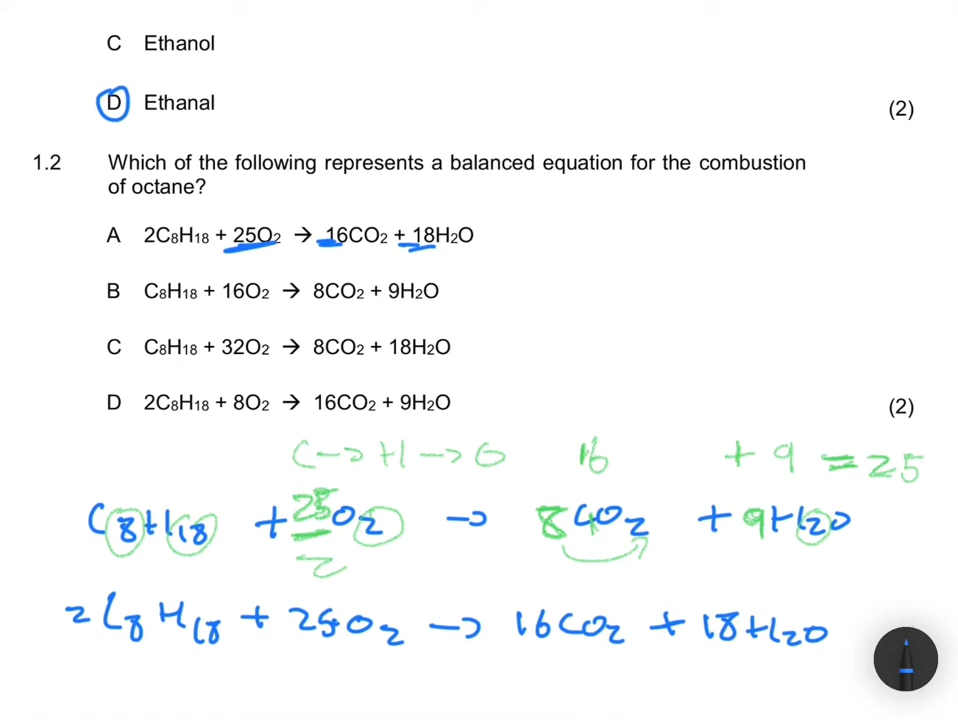 C Ethanol
D Ethanal
(2)
1.2 Which of the following represents a balanced equation for the combustion
of octane?
A 2C₈H₁₈ + 25O₂ → 16CO₂ + 18H₂O
B C₈H₁₈ + 16O₂ → 8CO₂ + 9H₂O
C C₈H₁₈ + 32O₂ → 8CO₂ + 18H₂O
D 2C₈H₁₈ + 8O₂ → 16CO₂ + 9H₂O
(2)
C → H → O 16 + 9 = 25
C₈H₁₈ + 25/2 O₂ → 8CO₂ + 9H₂O
2C₈H₁₈ + 25O₂ → 16CO₂ + 18H₂O